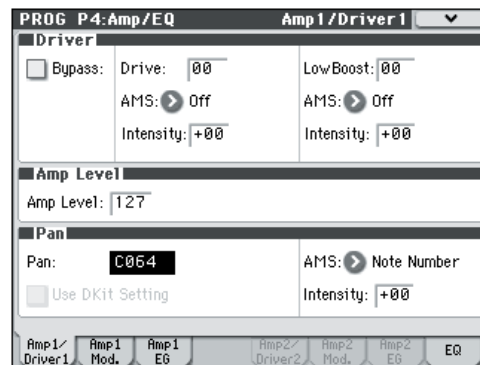 PROG P4:Amp/EQ Amp1/Driver1
Driver
Bypass: Drive: 00 LowBoost: 00
AMS: Off AMS: Off
Intensity: +00 Intensity: +00
Amp Level
Amp Level: 127
Pan
Pan: C064 AMS: Note Number
Use DKit Setting Intensity: +00
Amp1/ Driver1 Amp1 Mod. Amp1 EG Amp2/ Driver2 Amp2 Mod. Amp2 EG EQ